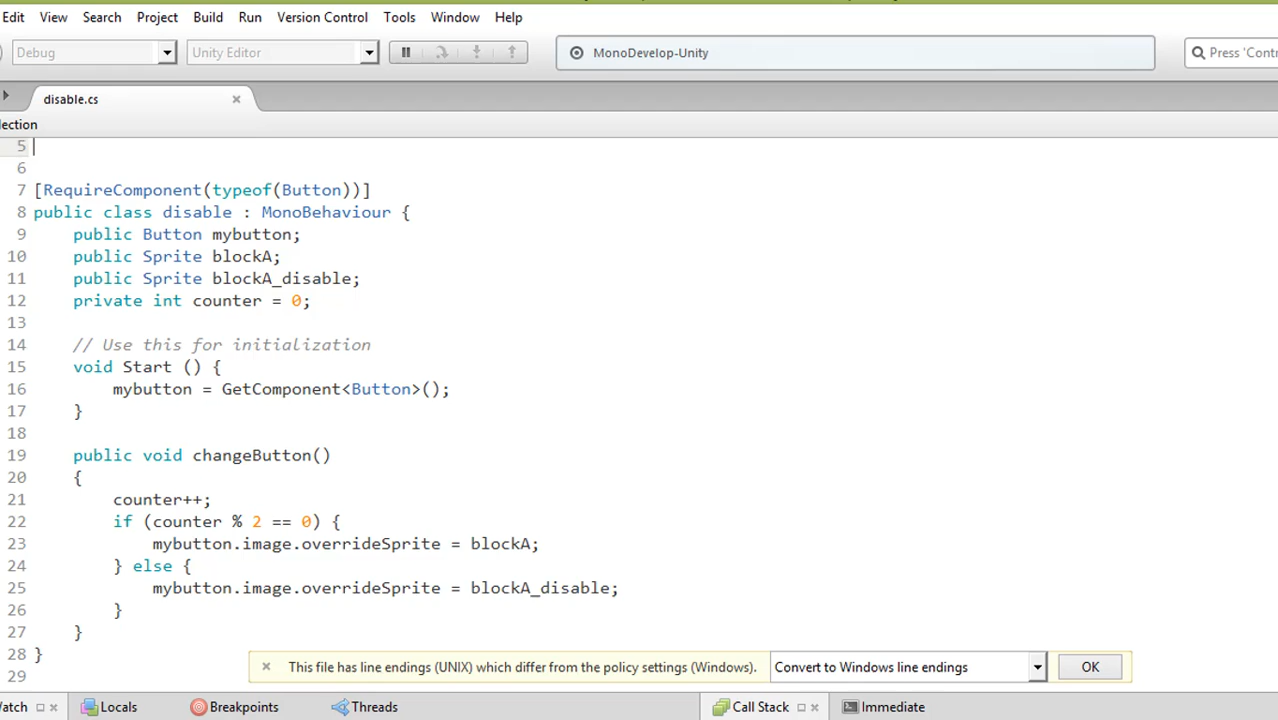 Edit View Search Project Build Run Version Control Tools Window Help
Debug Unity Editor MonoDevelop-Unity Press 'Contr
disable.cs
lection
5
6
7 [RequireComponent(typeof(Button))]
8 public class disable : MonoBehaviour {
9 public Button mybutton;
10 public Sprite blockA;
11 public Sprite blockA_disable;
12 private int counter = 0;
13
14 // Use this for initialization
15 void Start () {
16 mybutton = GetComponent<Button>();
17 }
18
19 public void changeButton()
20 {
21 counter++;
22 if (counter % 2 == 0) {
23 mybutton.image.overrideSprite = blockA;
24 } else {
25 mybutton.image.overrideSprite = blockA_disable;
26 }
27 }
28 }
29
This file has line endings (UNIX) which differ from the policy settings (Windows). Convert to Windows line endings OK
atch Locals Breakpoints Threads Call Stack Immediate